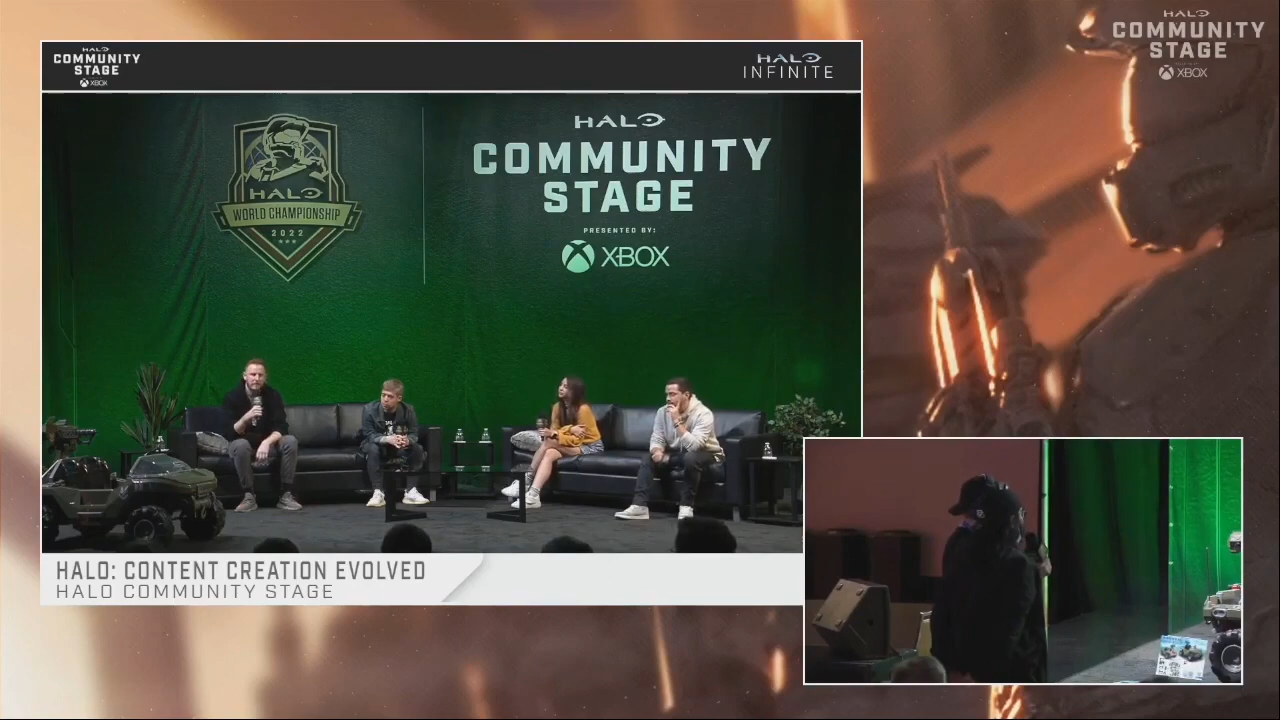 HALO
COMMUNITY
STAGE
XBOX
HALO
INFINITE
HALO
COMMUNITY
STAGE
XBOX
HALO
WORLD CHAMPIONSHIP
2022
HALO
COMMUNITY
STAGE
PRESENTED BY:
XBOX
HALO: CONTENT CREATION EVOLVED
HALO COMMUNITY STAGE